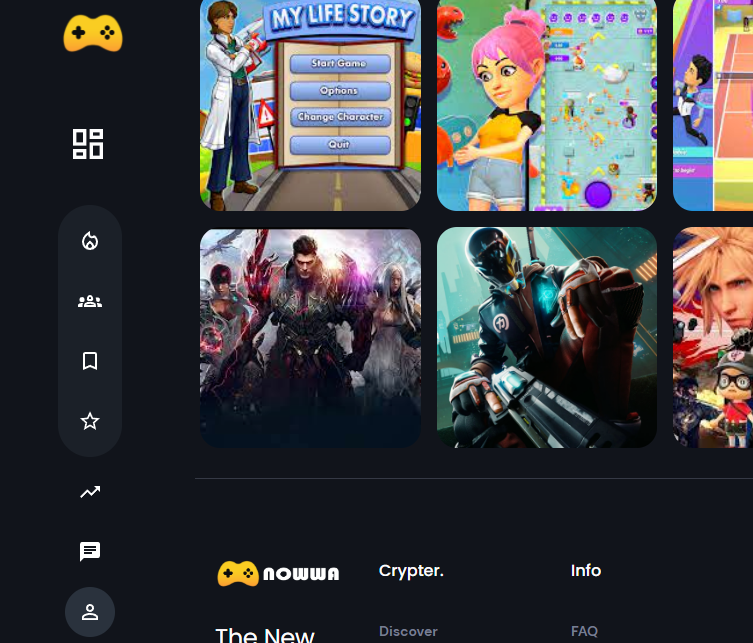 MY LIFE STORY
Start Game
Options
Change Character
Quit
NOWWA
Crypter.
Info
The New
Discover
FAQ